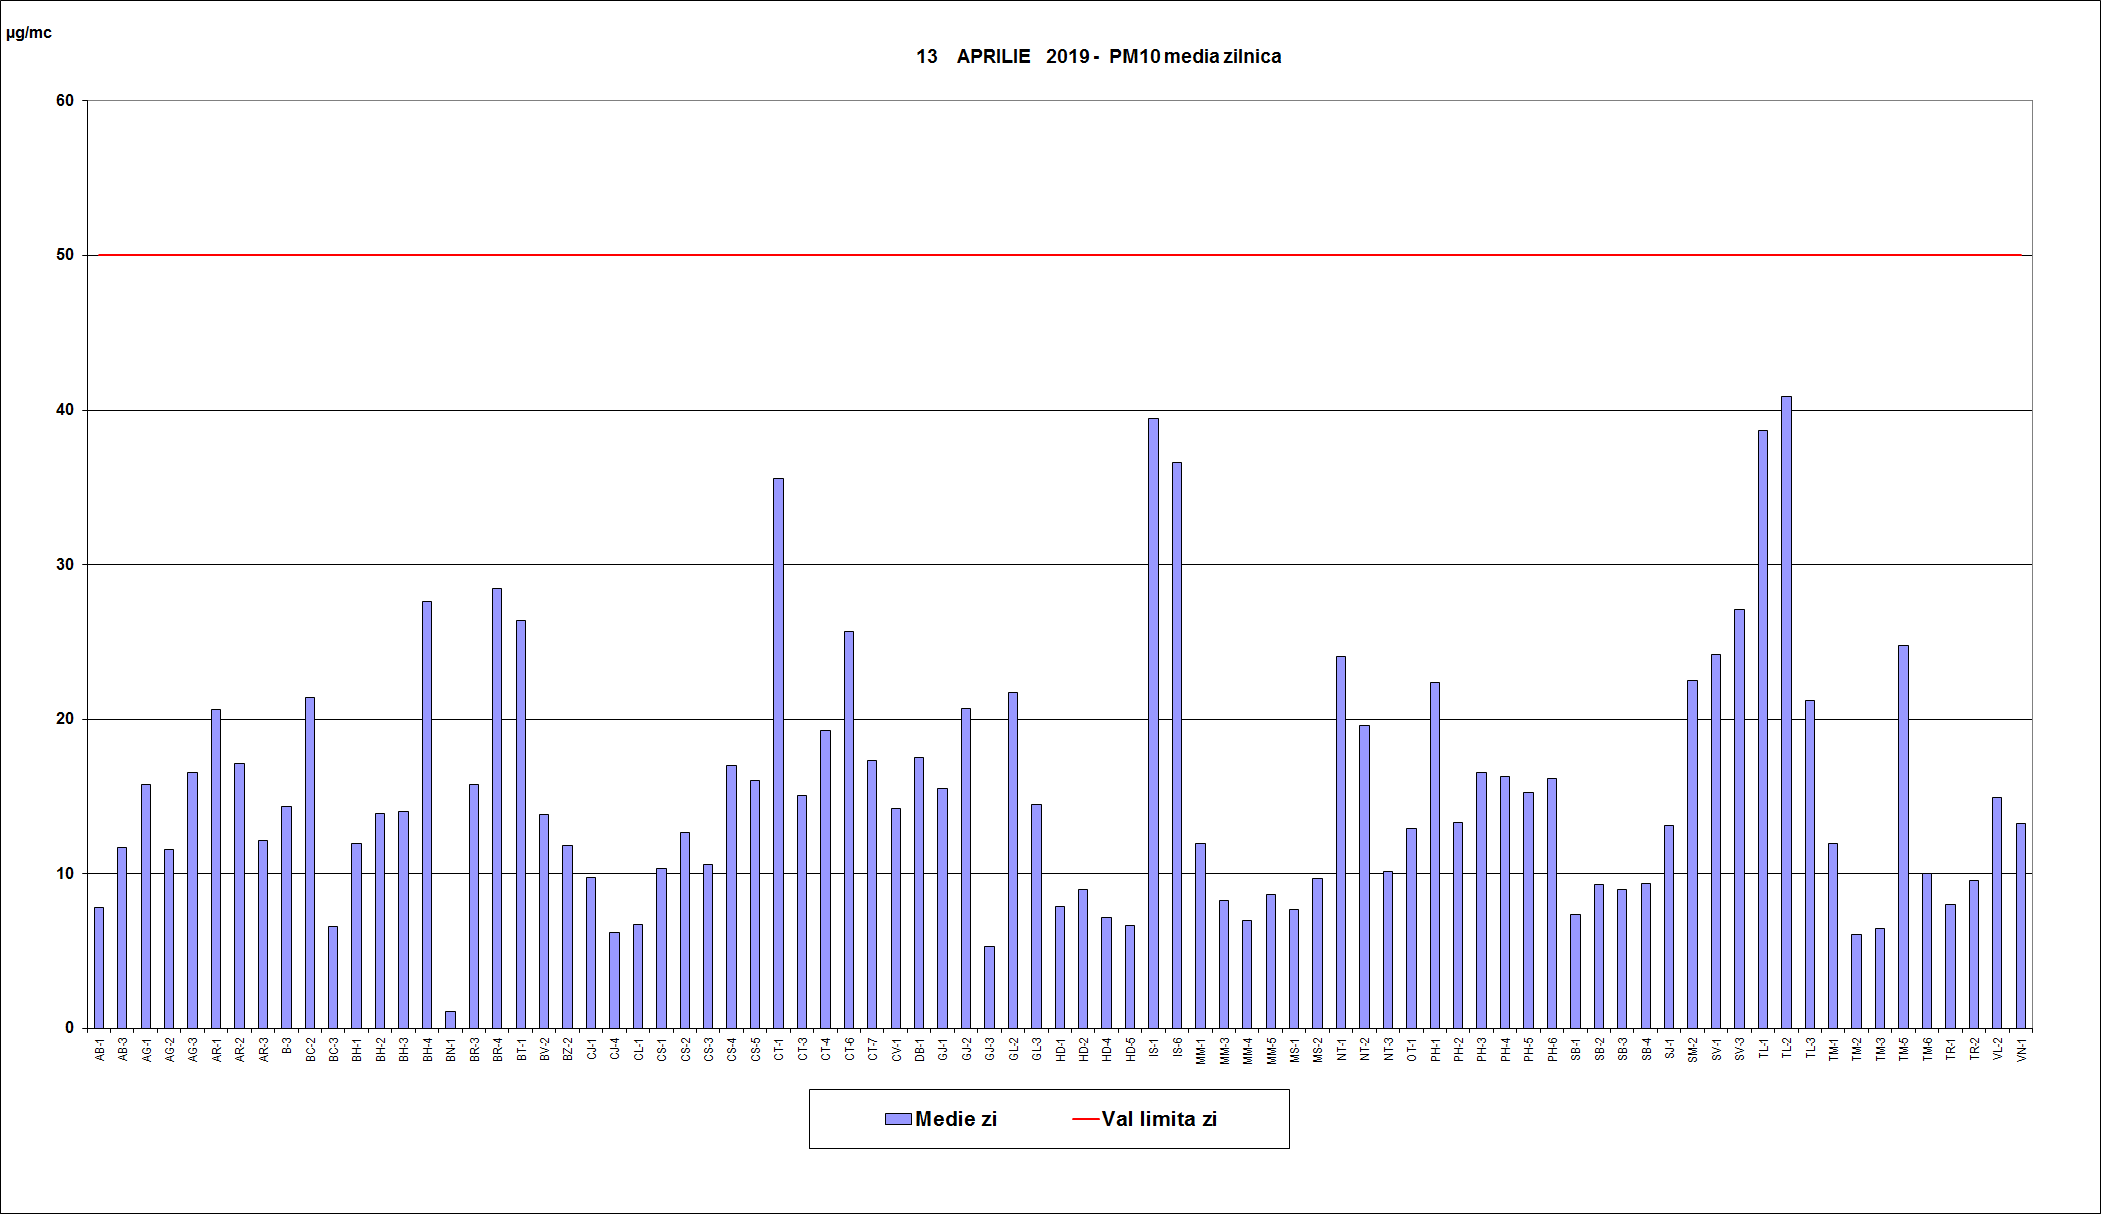 µg/mc
13 APRILIE 2019 - PM10 media zilnica
60
50
40
30
20
10
0
AB-1 AB-3 AG-1 AG-2 AG-3 AR-1 AR-2 AR-3 B-3 BC-2 BC-3 BH-1 BH-2 BH-3 BH-4 BN-1 BR-3 BR-4 BT-1 BV-2 BZ-2 CJ-1 CJ-4 CL-1 CS-1 CS-2 CS-3 CS-4 CS-5 CT-1 CT-3 CT-4 CT-6 CT-7 CV-1 DB-1 GJ-1 GJ-2 GJ-3 GL-2 GL-3 HD-1 HD-2 HD-4 HD-5 IS-1 IS-6 MM-1 MM-3 MM-4 MM-5 MS-1 MS-2 NT-1 NT-2 NT-3 OT-1 PH-1 PH-2 PH-3 PH-4 PH-5 PH-6 SB-1 SB-2 SB-3 SB-4 SJ-1 SM-2 SV-1 SV-3 TL-1 TL-2 TL-3 TM-1 TM-2 TM-3 TM-5 TM-6 TR-1 TR-2 VL-2 VN-1
Medie zi Val limita zi